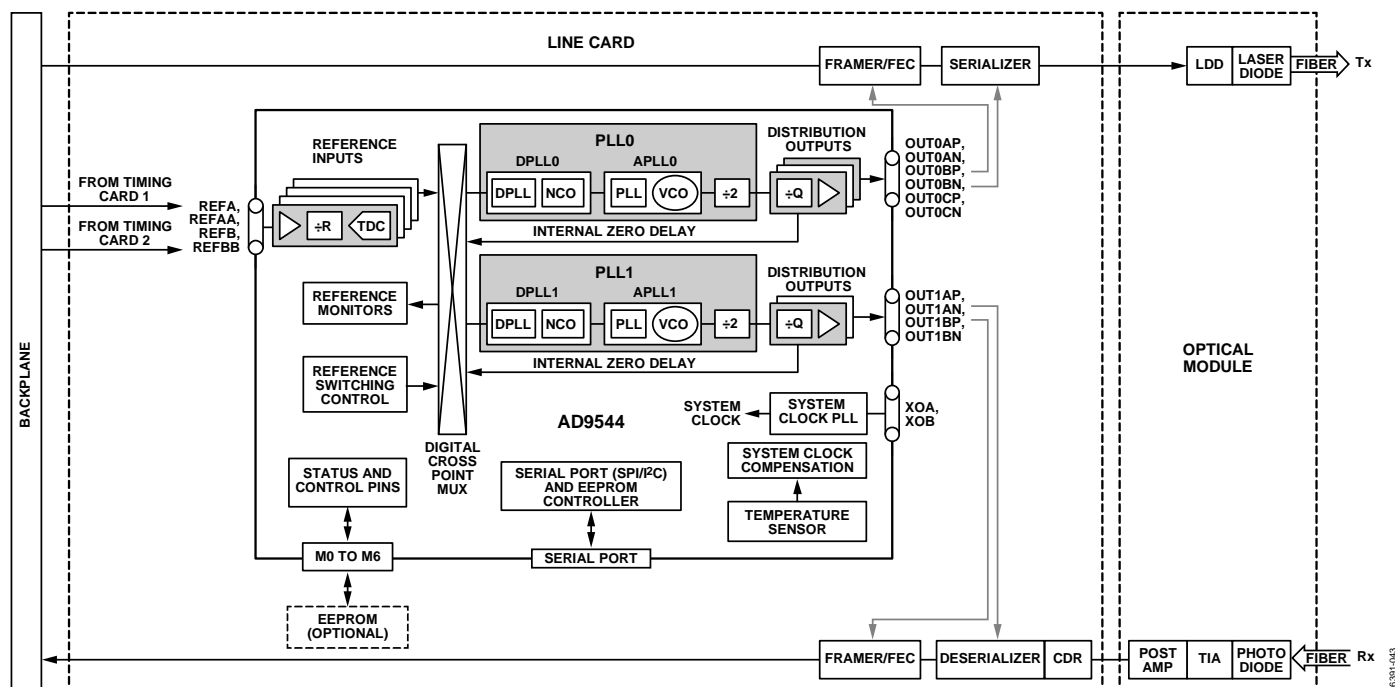 LINE CARD
FRAMER/FEC
SERIALIZER
LDD
LASER
DIODE
FIBER
Tx
BACKPLANE
FROM TIMING
CARD 1
FROM TIMING
CARD 2
REFA,
REFAA,
REFB,
REFBB
REFERENCE
INPUTS
÷R
TDC
PLL0
DPLL0
APLL0
DPLL
NCO
PLL
VCO
÷2
DISTRIBUTION
OUTPUTS
÷Q
OUT0AP,
OUT0AN,
OUT0BP,
OUT0BN,
OUT0CP,
OUT0CN
INTERNAL ZERO DELAY
PLL1
DPLL1
APLL1
DPLL
NCO
PLL
VCO
÷2
DISTRIBUTION
OUTPUTS
÷Q
OUT1AP,
OUT1AN,
OUT1BP,
OUT1BN
INTERNAL ZERO DELAY
REFERENCE
MONITORS
REFERENCE
SWITCHING
CONTROL
DIGITAL
CROSS
POINT
MUX
AD9544
SYSTEM
CLOCK
SYSTEM
CLOCK PLL
XOA,
XOB
SYSTEM CLOCK
COMPENSATION
TEMPERATURE
SENSOR
STATUS AND
CONTROL PINS
SERIAL PORT (SPI/I²C)
AND EEPROM
CONTROLLER
M0 TO M6
SERIAL PORT
EEPROM
(OPTIONAL)
OPTICAL
MODULE
FRAMER/FEC
DESERIALIZER
CDR
POST
AMP
TIA
PHOTO
DIODE
FIBER
Rx